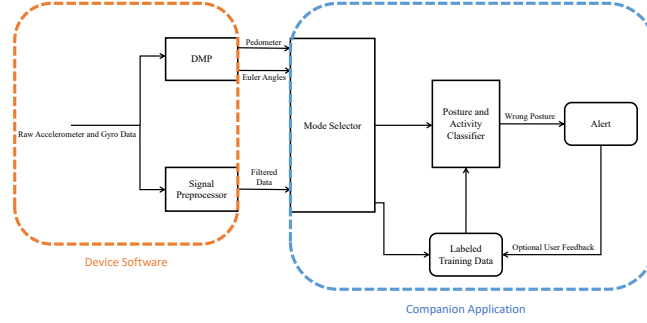 Pedometer
DMP
Euler Angles
Raw Accelerometer and Gyro Data
Signal
Preprocessor
Filtered
Data
Mode Selector
Posture and
Activity
Classifier
Wrong Posture
Alert
Labeled
Training Data
Optional User Feedback
Device Software
Companion Application